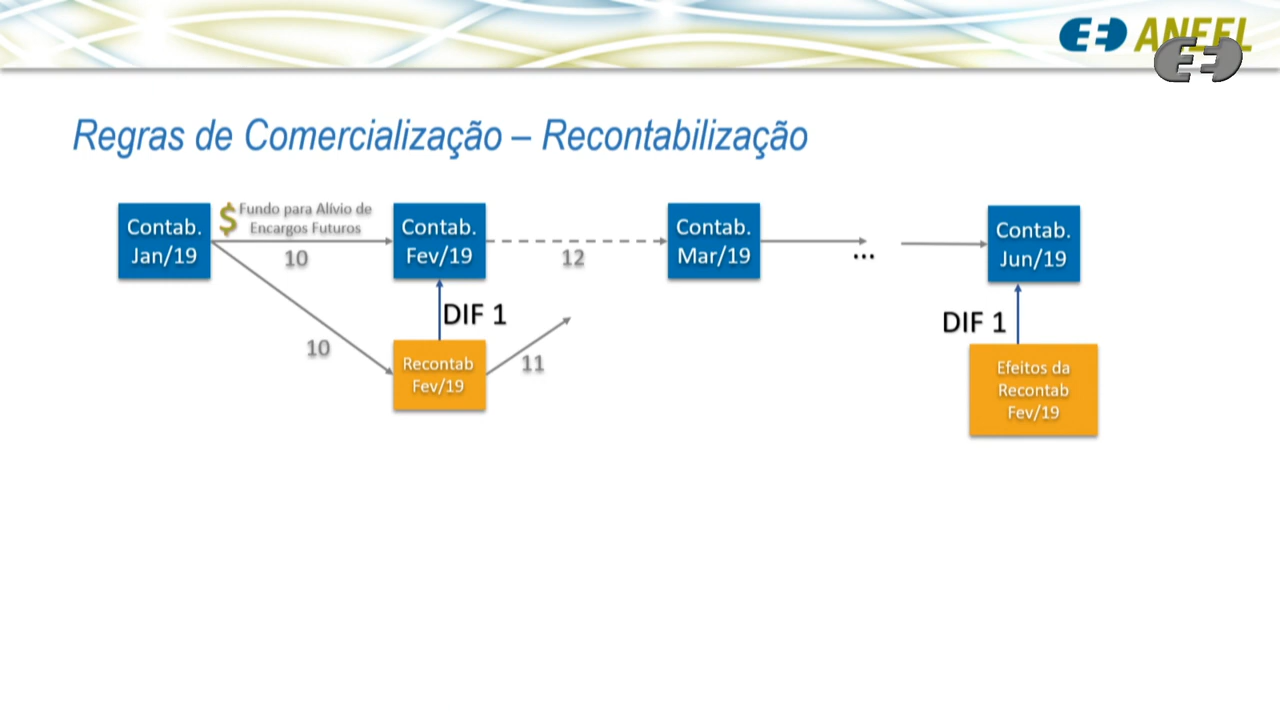 ANEEL
Regras de Comercialização – Recontabilização
Contab.
Jan/19
$
Fundo para Alívio de
Encargos Futuros
10
Contab.
Fev/19
12
Contab.
Mar/19
...
Contab.
Jun/19
DIF 1
DIF 1
10
Recontab
Fev/19
11
Efeitos da
Recontab
Fev/19